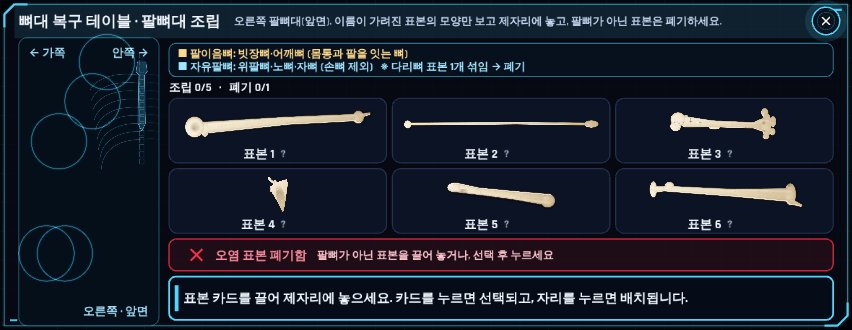 뼈대 복구 테이블 · 팔뼈대 조립 오른쪽 팔뼈대(앞면). 이름이 가려진 표본의 모양만 보고 제자리에 놓고, 팔뼈가 아닌 표본은 폐기하세요.
← 가쪽 안쪽 →
■ 팔이음뼈: 빗장뼈·어깨뼈 (몸통과 팔을 잇는 뼈)
■ 자유팔뼈: 위팔뼈·노뼈·자뼈 (손뼈 제외) ※ 다리뼈 표본 1개 섞임 → 폐기
조립 0/5 · 폐기 0/1
표본 1 ?
표본 2 ?
표본 3 ?
표본 4 ?
표본 5 ?
표본 6 ?
오염 표본 폐기함 팔뼈가 아닌 표본을 끌어 놓거나, 선택 후 누르세요
표본 카드를 끌어 제자리에 놓으세요. 카드를 누르면 선택되고, 자리를 누르면 배치됩니다.
오른쪽 · 앞면